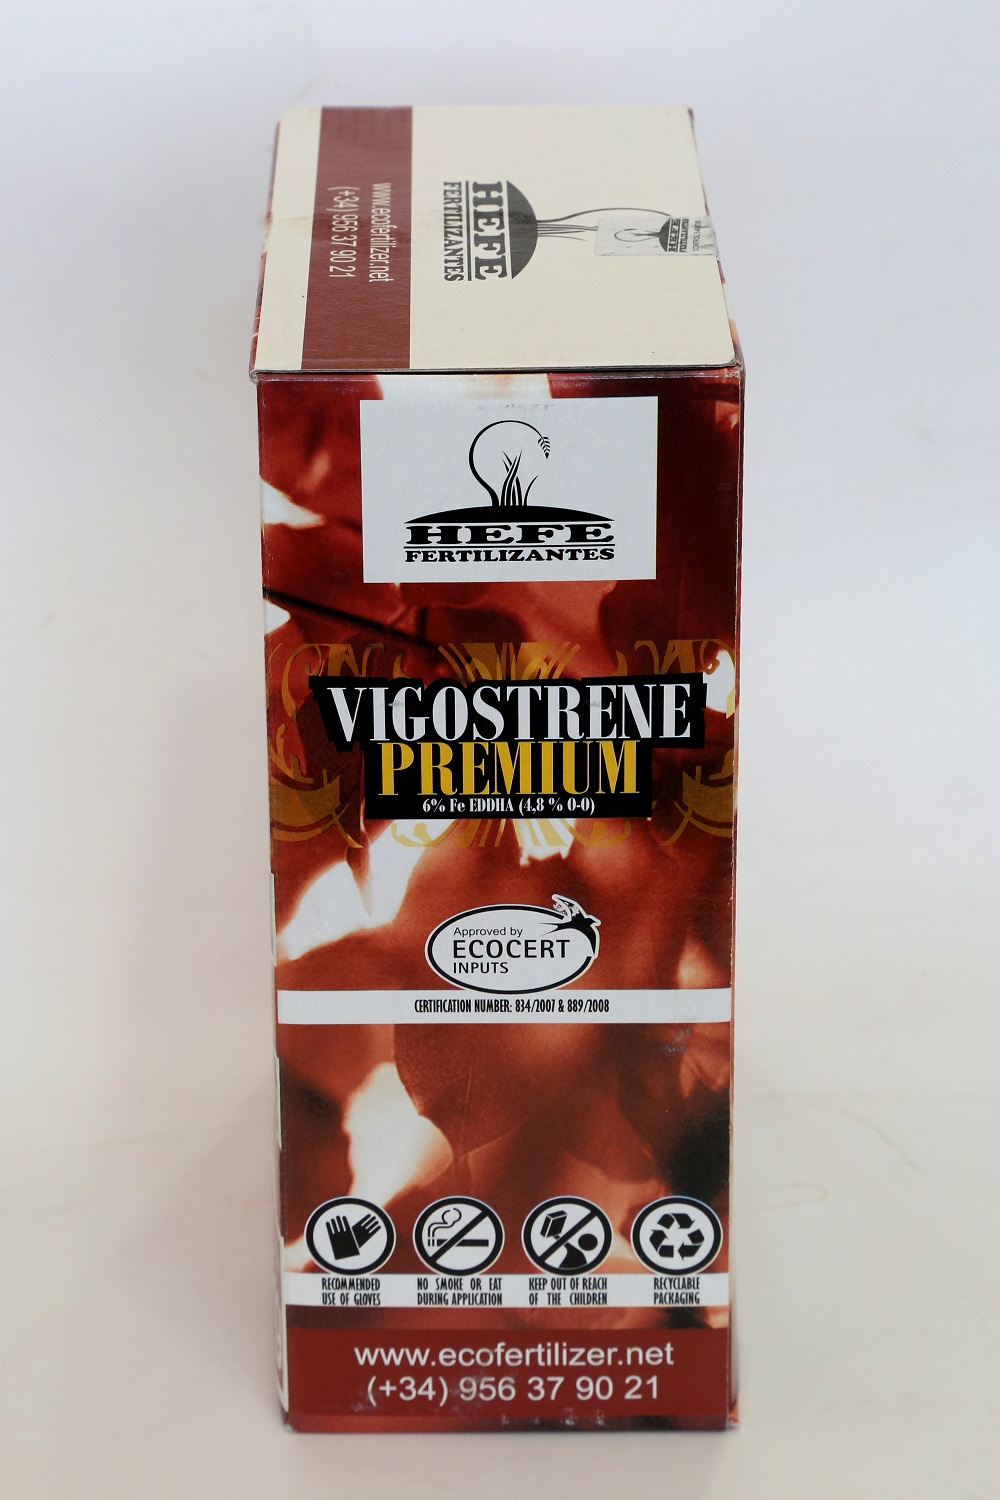 www.ecofertilizer.net
(+34) 956 37 90 21
HEFE
FERTILIZANTES
HEFE
FERTILIZANTES
VIGOSTRENE
PREMIUM
6% Fe EDDHA (4,8 % 0-0)
Approved by
ECOCERT
INPUTS
CERTIFICATION NUMBER: 834/2007 & 889/2008
RECOMMENDED
USE OF GLOVES
NO SMOKE OR EAT
DURING APPLICATION
KEEP OUT OF REACH
OF THE CHILDREN
RECYCLABLE
PACKAGING
www.ecofertilizer.net
(+34) 956 37 90 21